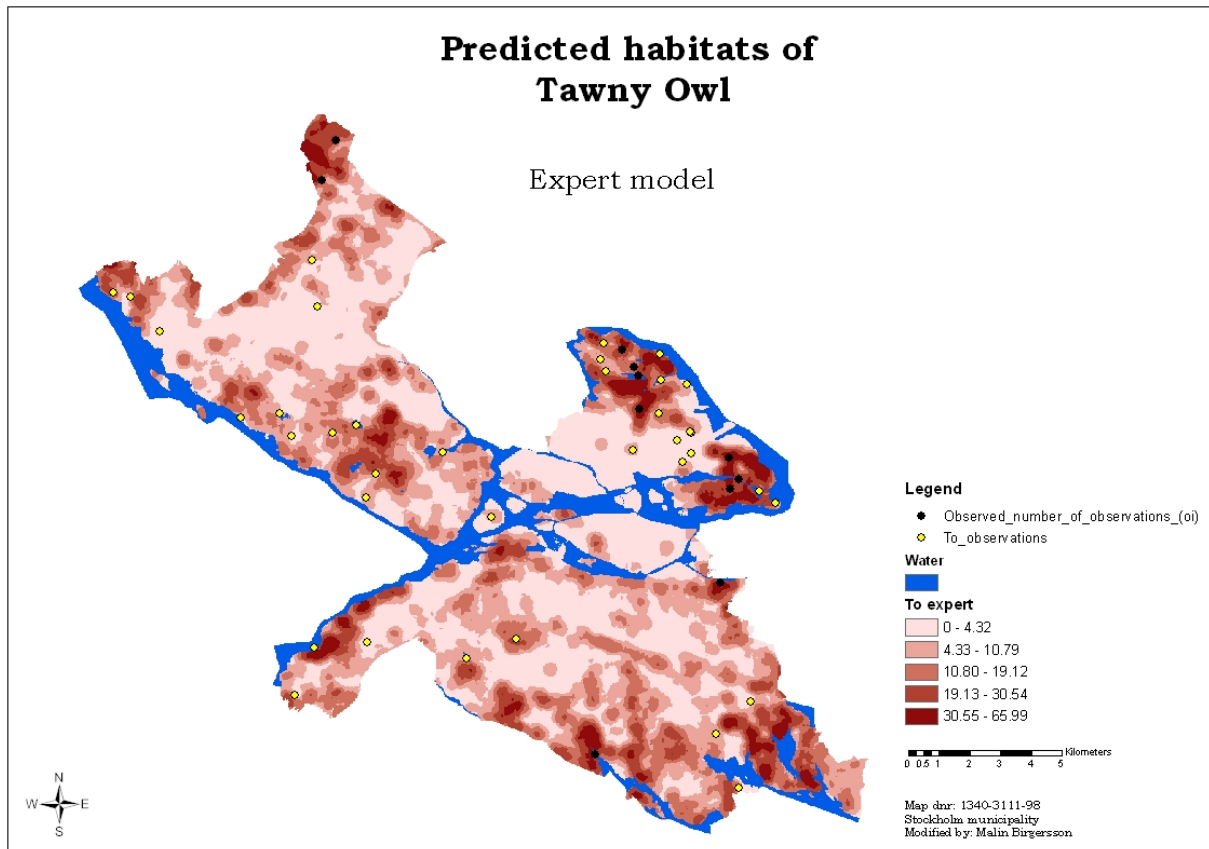 Predicted habitats of
Tawny Owl
Expert model
Legend
Observed_number_of_observations_(oi)
To_observations
Water
To expert
0 - 4.32
4.33 - 10.79
10.80 - 19.12
19.13 - 30.54
30.55 - 65.99
Kilometers
0 0.5 1 2 3 4 5
N
W E
S
Map dnr: 1340-3111-98
Stockholm municipality
Modified by: Malin Birgersson